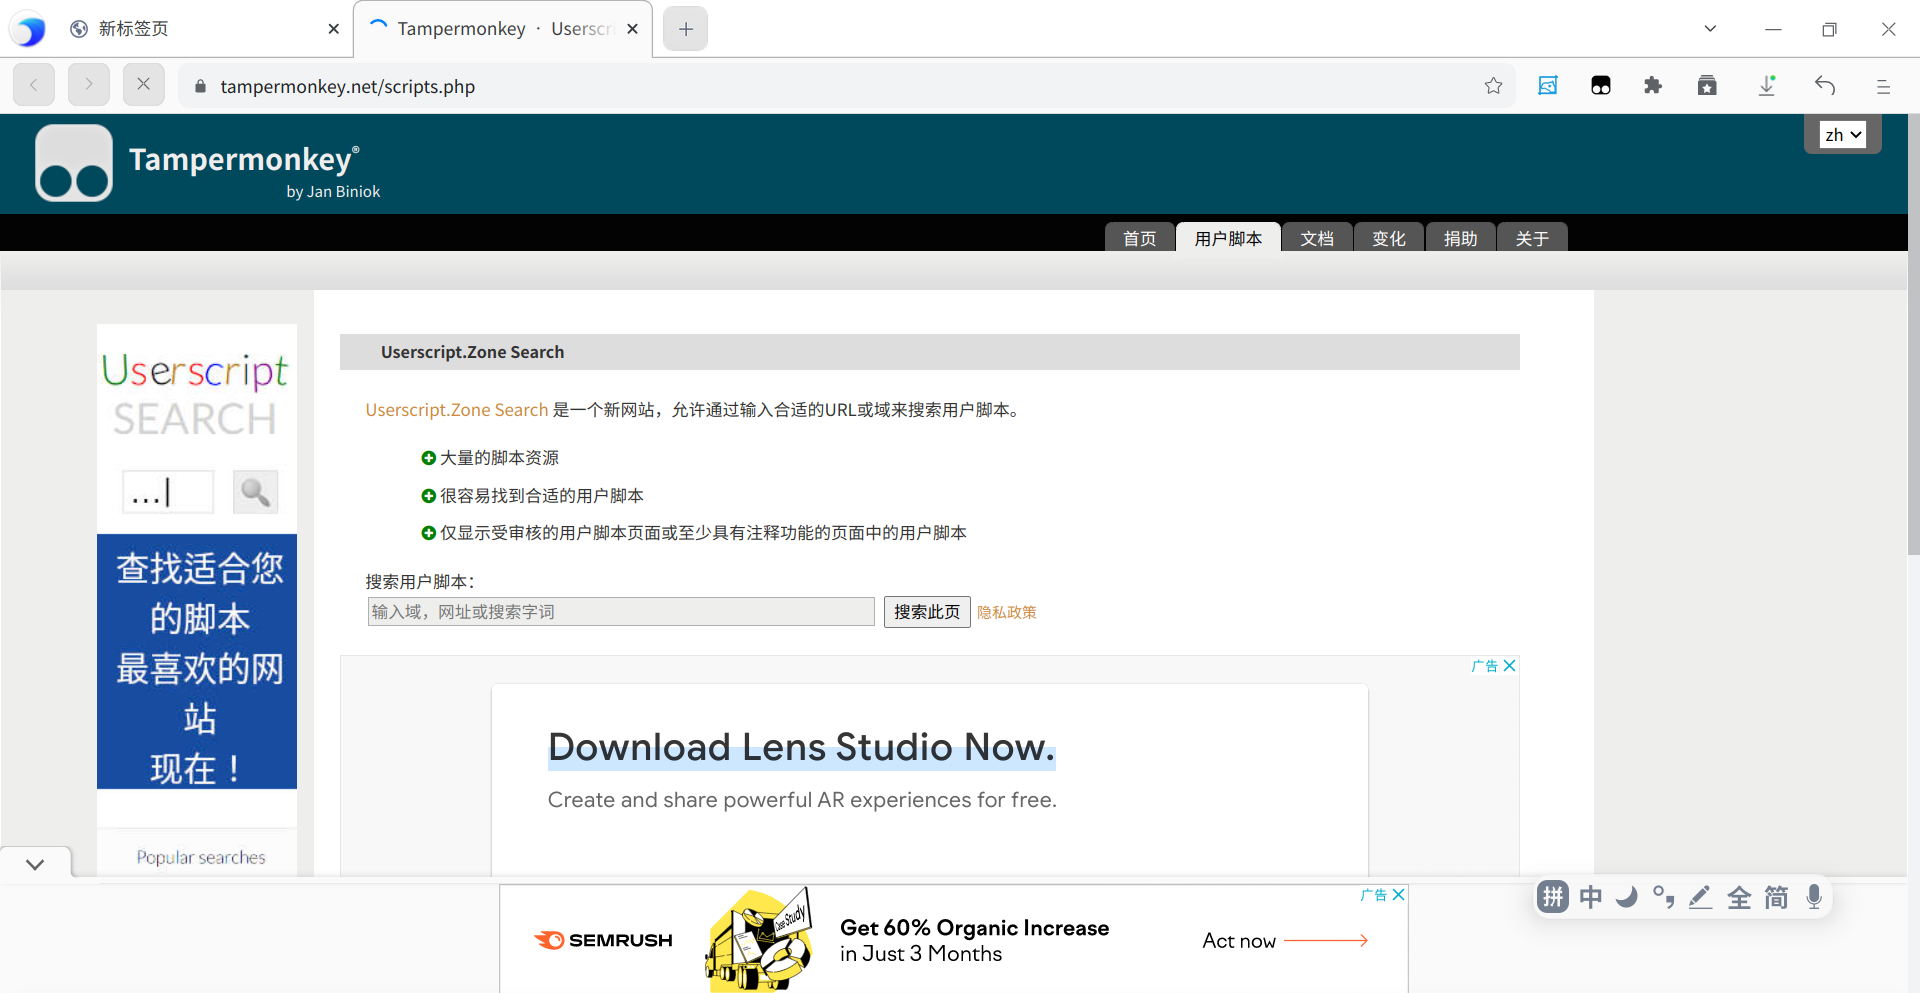 新标签页
Tampermonkey · Userscri
tampermonkey.net/scripts.php
Tampermonkey®
by Jan Biniok
zh
首页
用户脚本
文档
变化
捐助
关于
Userscript
SEARCH
...|
查找适合您
的脚本
最喜欢的网
站
现在！
Popular searches
Userscript.Zone Search
Userscript.Zone Search 是一个新网站，允许通过输入合适的URL或域来搜索用户脚本。
大量的脚本资源
很容易找到合适的用户脚本
仅显示受审核的用户脚本页面或至少具有注释功能的页面中的用户脚本
搜索用户脚本：
输入域，网址或搜索字词
搜索此页
隐私政策
广告
Download Lens Studio Now.
Create and share powerful AR experiences for free.
广告
SEMRUSH
Case Study
Get 60% Organic Increase
in Just 3 Months
Act now
拼 中 全 简